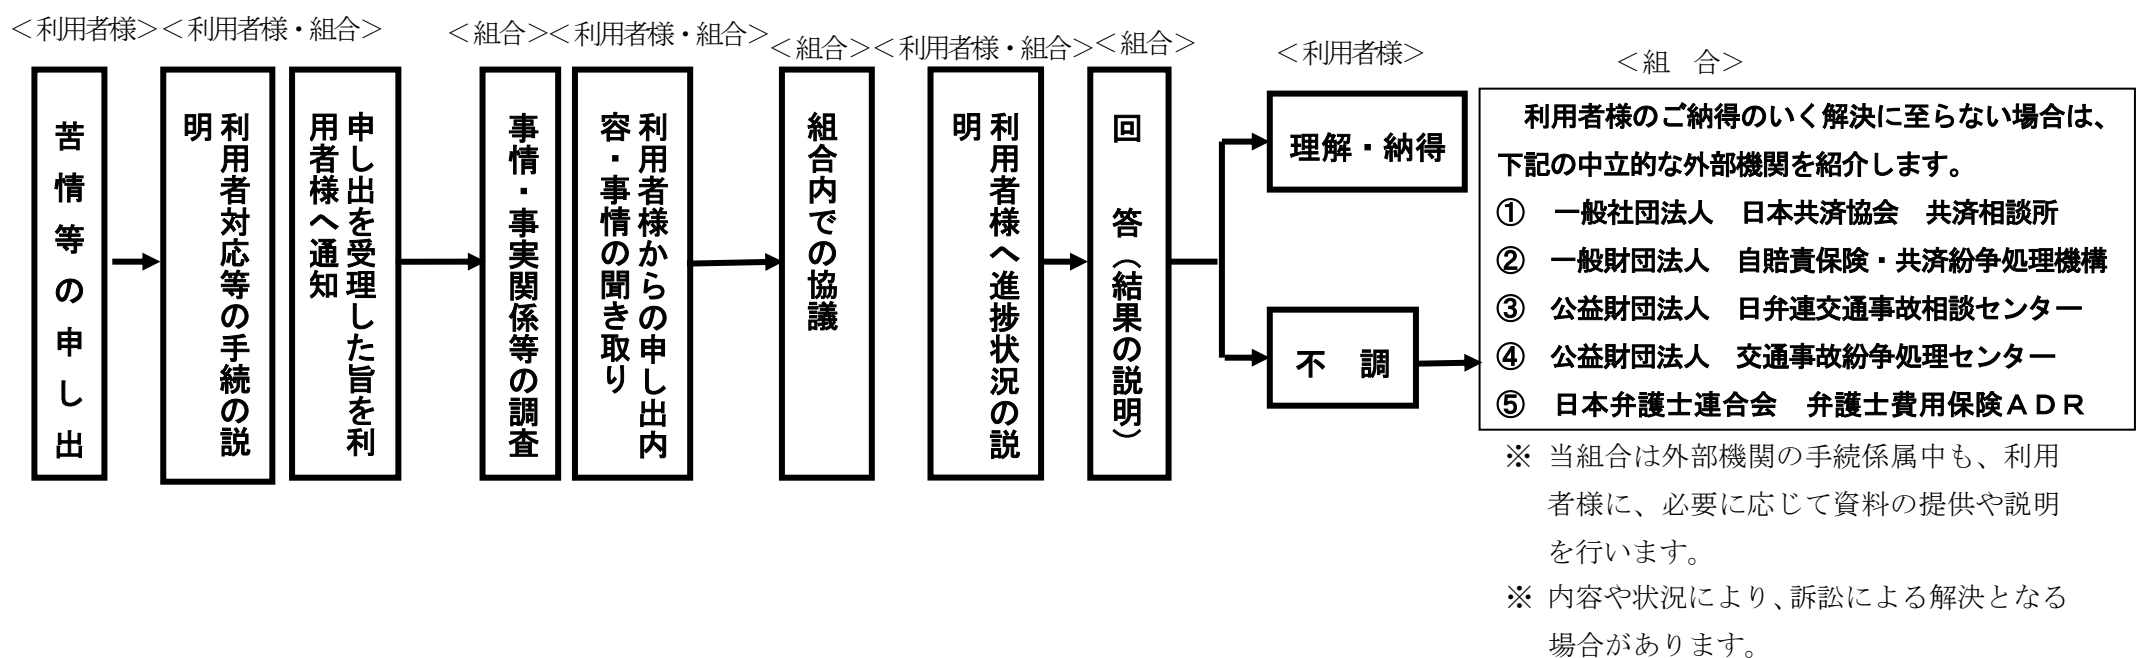 ＜利用者様＞
＜利用者様・組合＞
＜組合＞
＜利用者様・組合＞
＜組合＞
＜利用者様・組合＞
＜組合＞
＜利用者様＞
＜組　合＞
苦情等の申し出
利用者対応等の手続の説
明
申し出を受理した旨を利
用者様へ通知
事情・事実関係等の調査
利用者様からの申し出内
容・事情の聞き取り
組合内での協議
利用者様へ進捗状況の説
明
回　答（結果の説明）
理解・納得
不　調
利用者様のご納得のいく解決に至らない場合は、
下記の中立的な外部機関を紹介します。
①　一般社団法人　日本共済協会　共済相談所
②　一般財団法人　自賠責保険・共済紛争処理機構
③　公益財団法人　日弁連交通事故相談センター
④　公益財団法人　交通事故紛争処理センター
⑤　日本弁護士連合会　弁護士費用保険ＡＤＲ
※ 当組合は外部機関の手続係属中も、利用
者様に、必要に応じて資料の提供や説明
を行います。
※ 内容や状況により、訴訟による解決となる
場合があります。